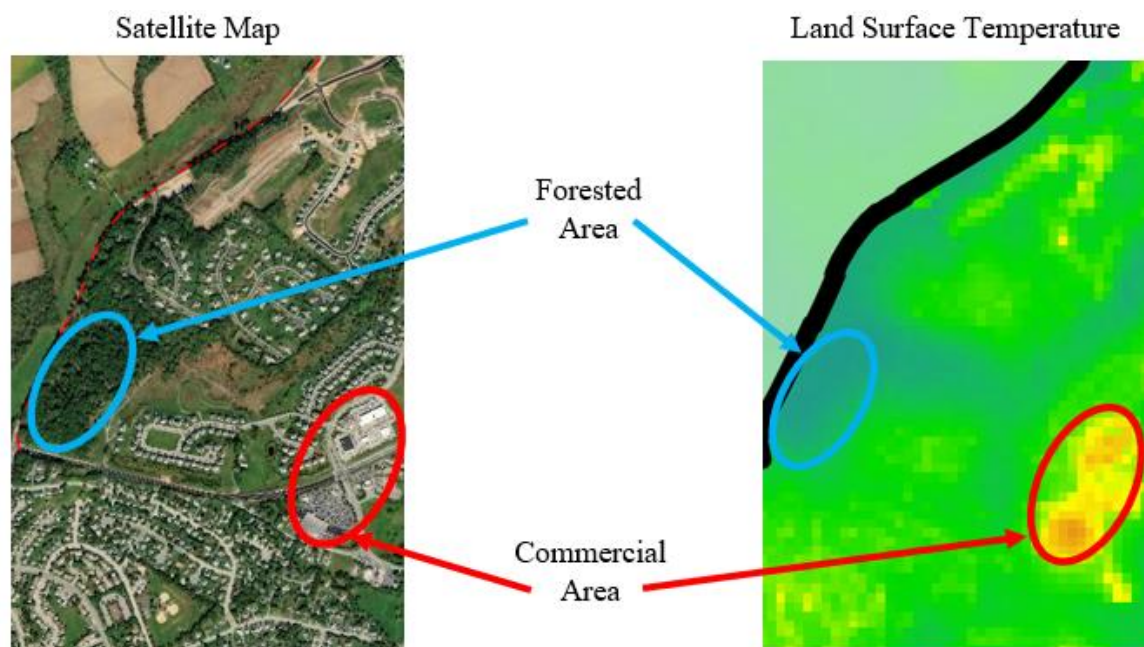 Satellite Map
Land Surface Temperature
Forested
Area
Commercial
Area